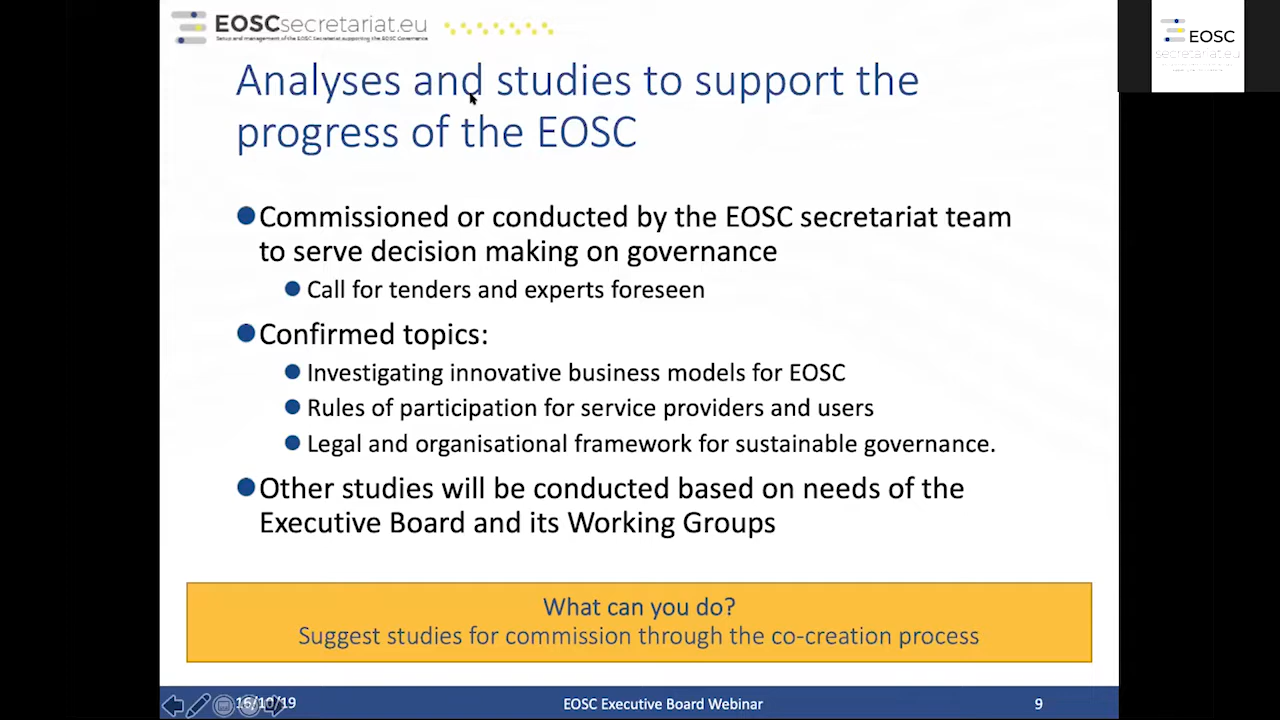 EOSCsecretariat.eu
Analyses and studies to support the
progress of the EOSC
Commissioned or conducted by the EOSC secretariat team
to serve decision making on governance
Call for tenders and experts foreseen
Confirmed topics:
Investigating innovative business models for EOSC
Rules of participation for service providers and users
Legal and organisational framework for sustainable governance.
Other studies will be conducted based on needs of the
Executive Board and its Working Groups
What can you do?
Suggest studies for commission through the co-creation process
16/10/19
EOSC Executive Board Webinar
9
EOSC
secretariat.eu